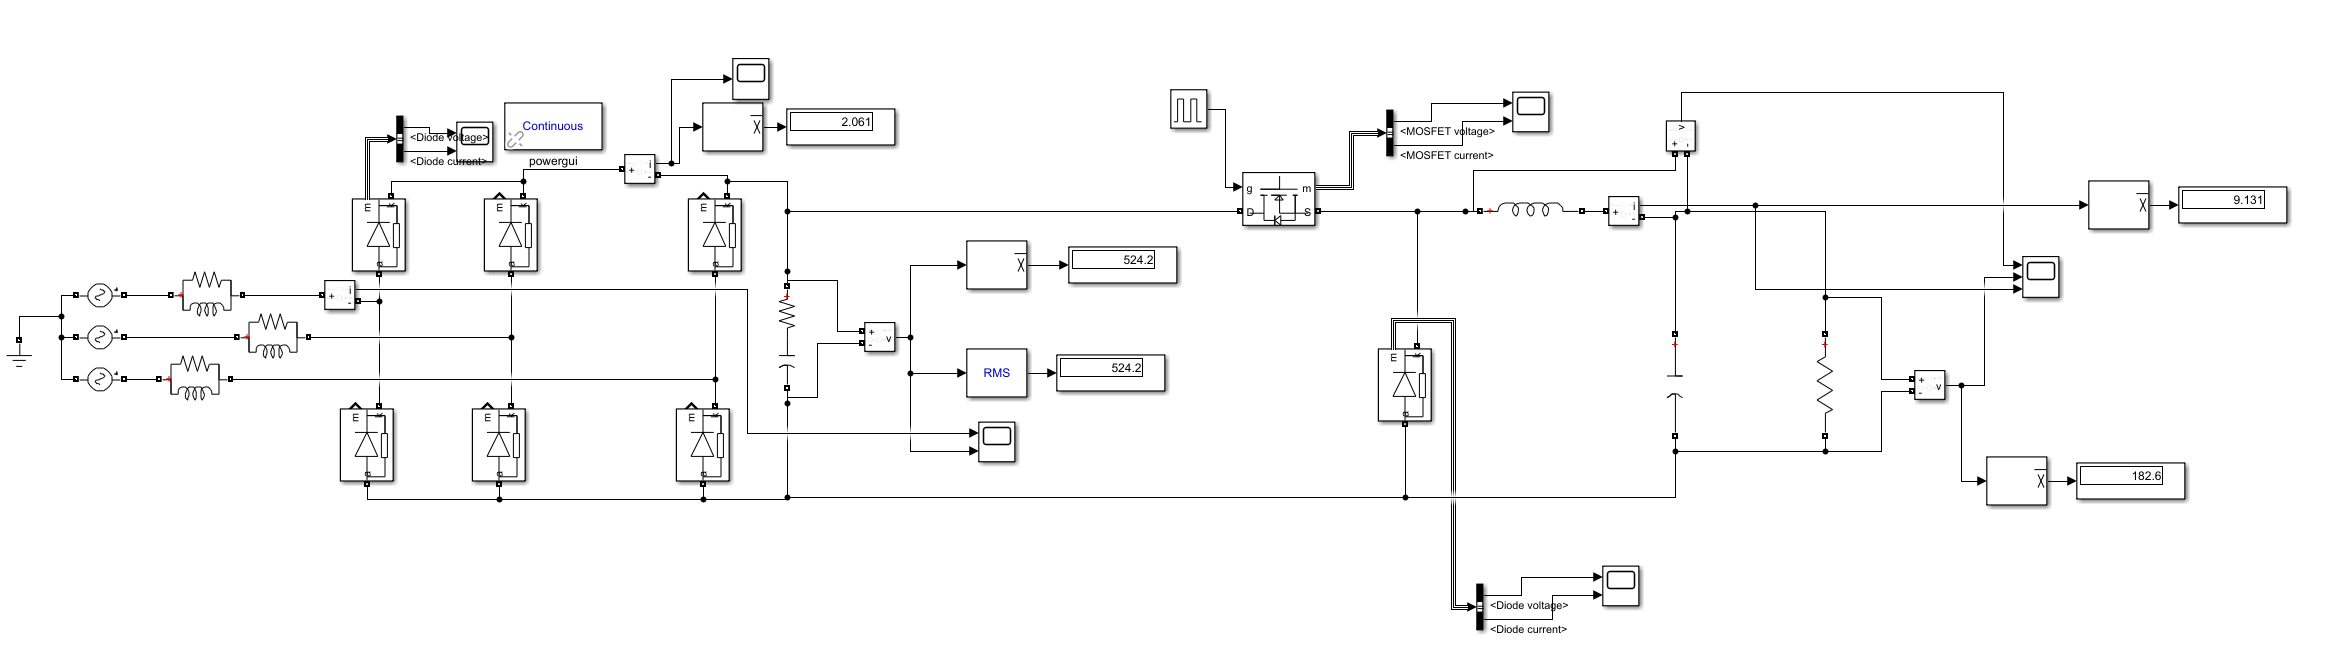 Continuous
powergui
2.061
<Diode voltage>
<Diode current>
i
+
-
m
k
a
m
k
a
m
k
a
g
m
D
S
<MOSFET voltage>
<MOSFET current>
v
+
-
i
+
-
X
9.131
X
X
524.2
i
+
-
+
-
v
RMS
524.2
m
k
a
m
k
a
m
k
a
m
k
a
+
-
v
X
182.6
<Diode voltage>
<Diode current>